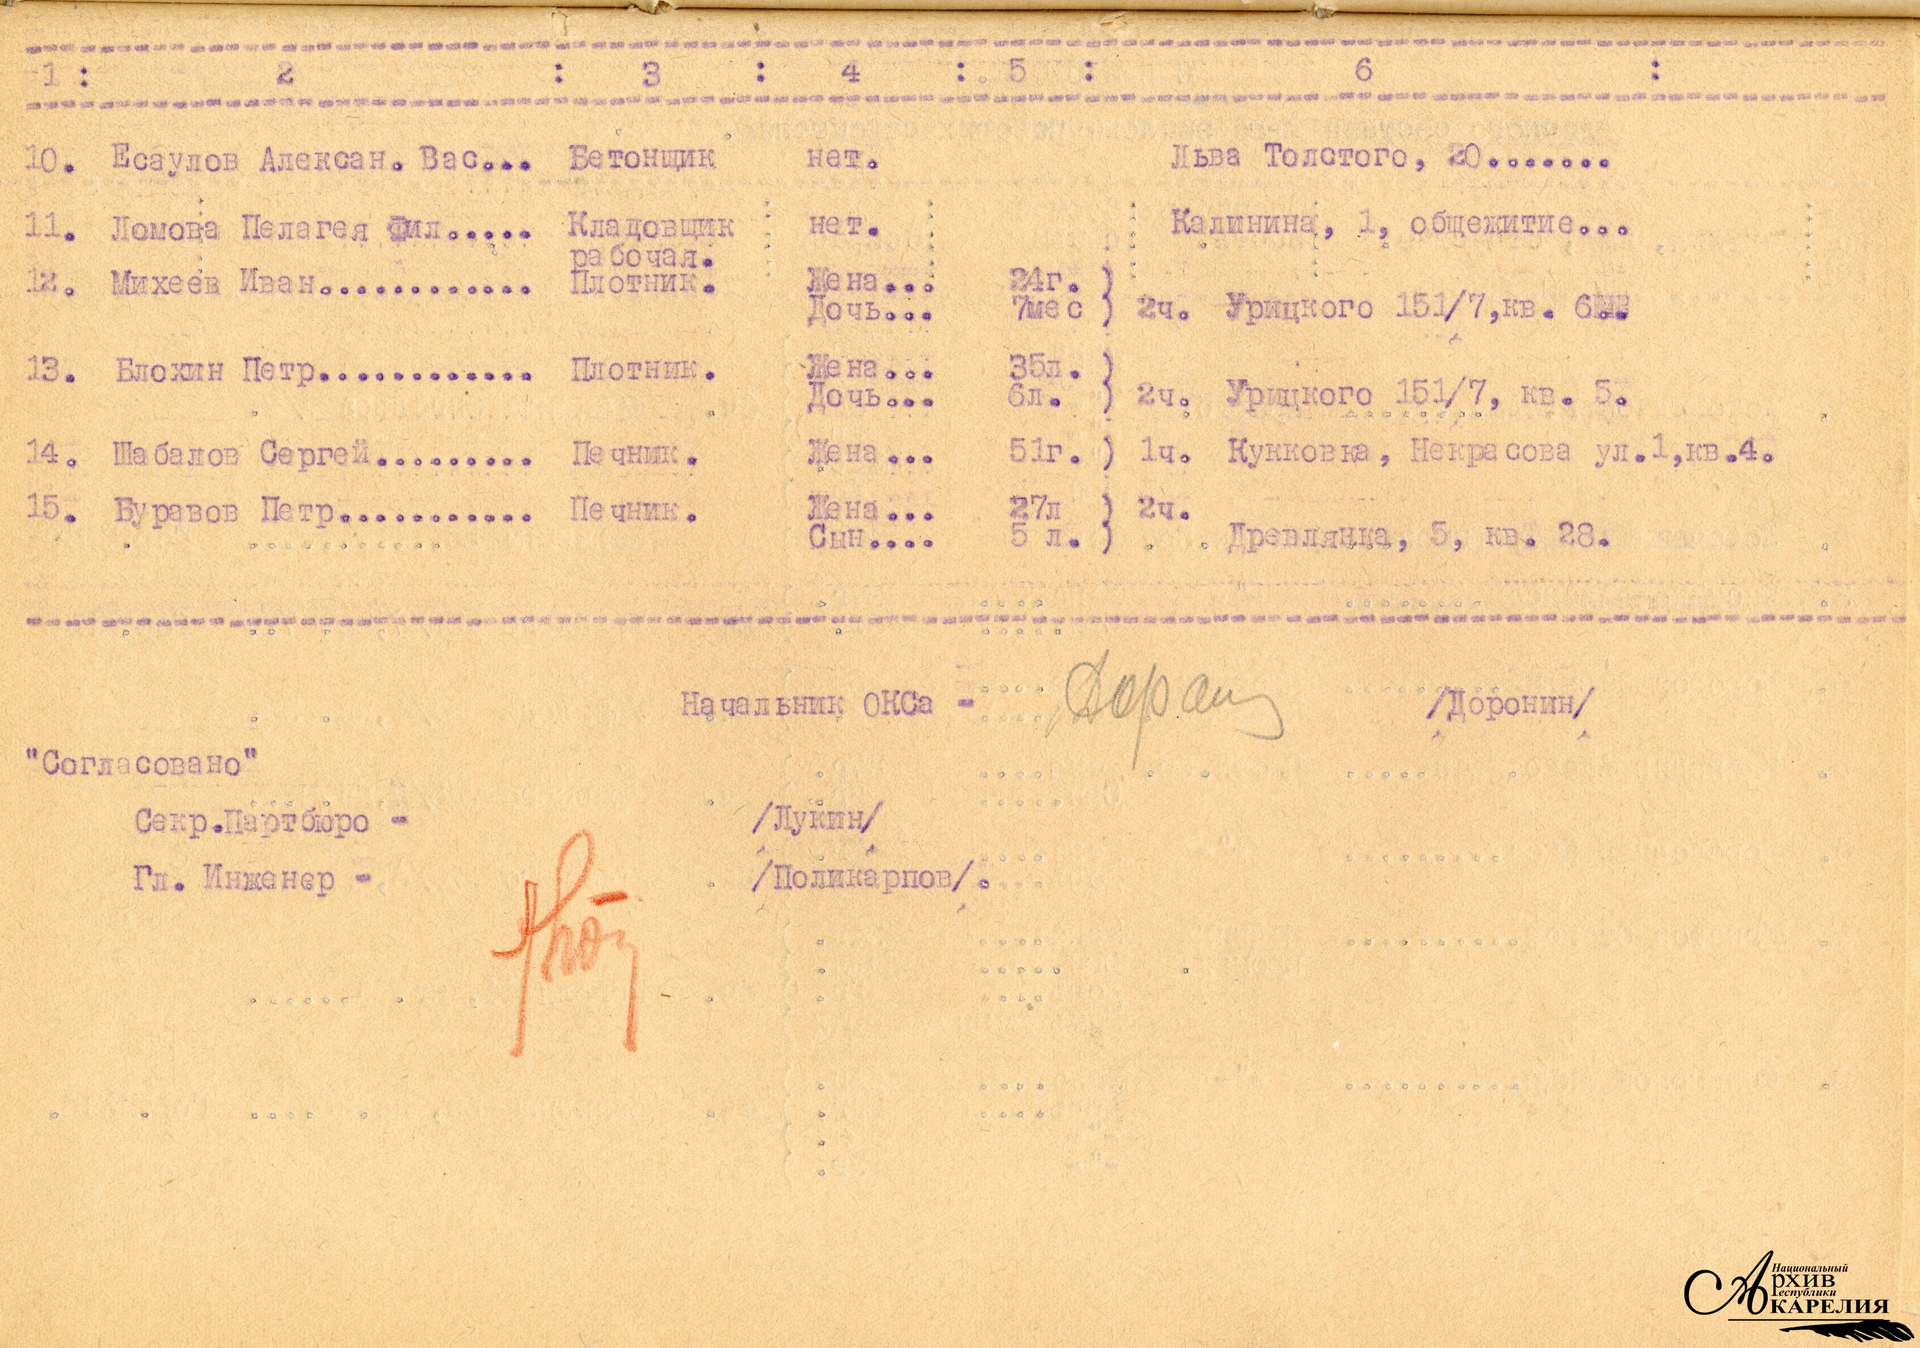 1 : 2 : 3 : 4 : 5 : 6 :
10. Есаулов Алексан. Вас... Бетонщик нет. Льва Толстого, 20.......
11. Ломова Пелагея Фил..... Кладовщик нет. Калинина, 1, общежитие...
рабочая.
12. Михеев Иван............ Плотник. Жена... 24г. )
Дочь... 7мес ) 2ч. Урицкого 151/7,кв. 6
13. Блохин Петр............ Плотник. Жена... 35л. )
Дочь... 6л. ) 2ч. Урицкого 151/7, кв. 5.
14. Шабалов Сергей......... Печник. Жена... 51г. ) 1ч. Кукковка, Некрасова ул.1,кв.4.
15. Буравов Петр........... Печник. Жена... 27л ) 2ч.
Сын.... 5 л. ) Древлянка, 5, кв. 28.
Начальник ОКСа - /Доронин/
"Согласовано"
Секр.Партбюро - /Лукин/
Гл. Инженер - /Поликарпов/.
Национальный
Архив
Республики
Карелия